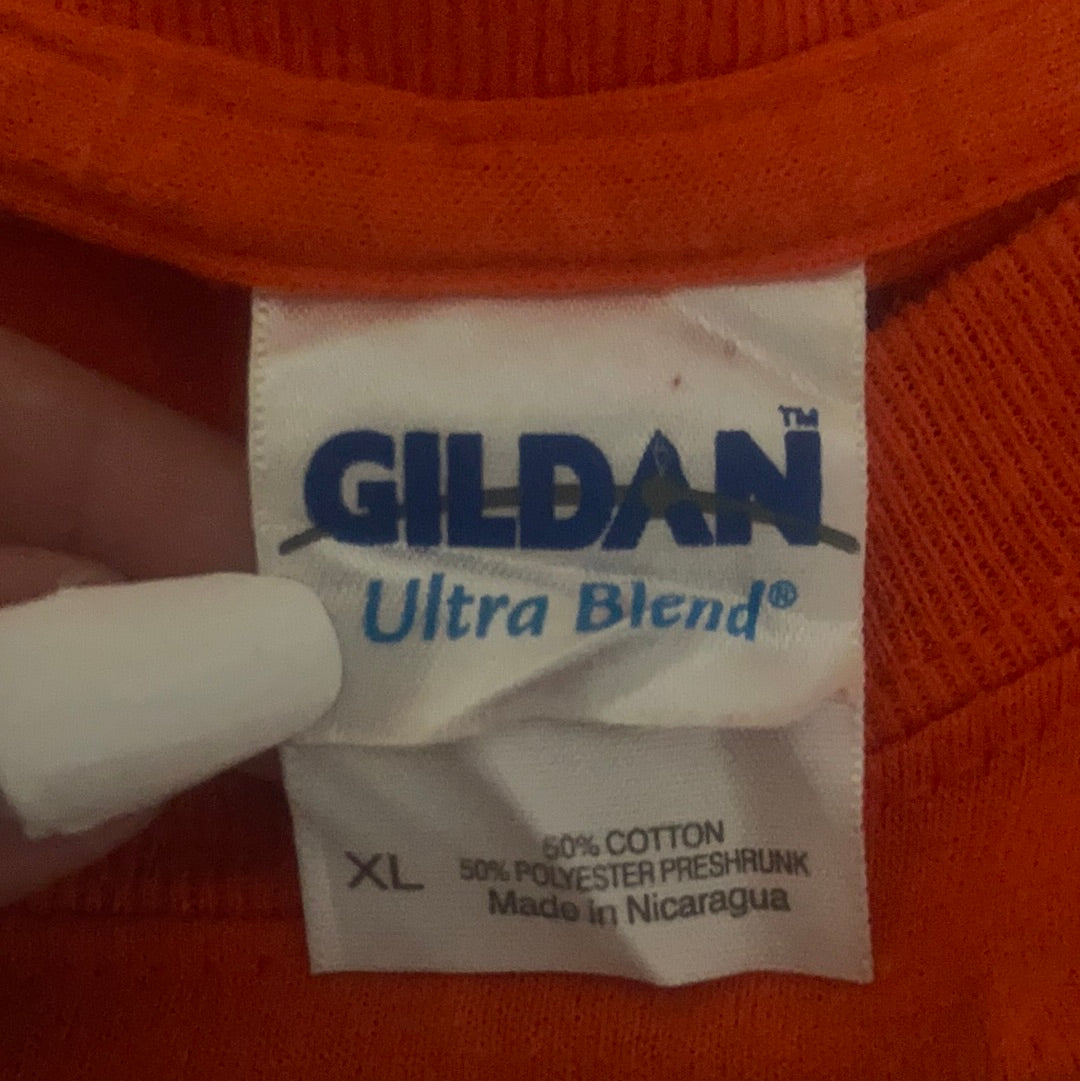 GILDAN™
Ultra Blend®
50% COTTON
XL 50% POLYESTER PRESHRUNK
Made in Nicaragua